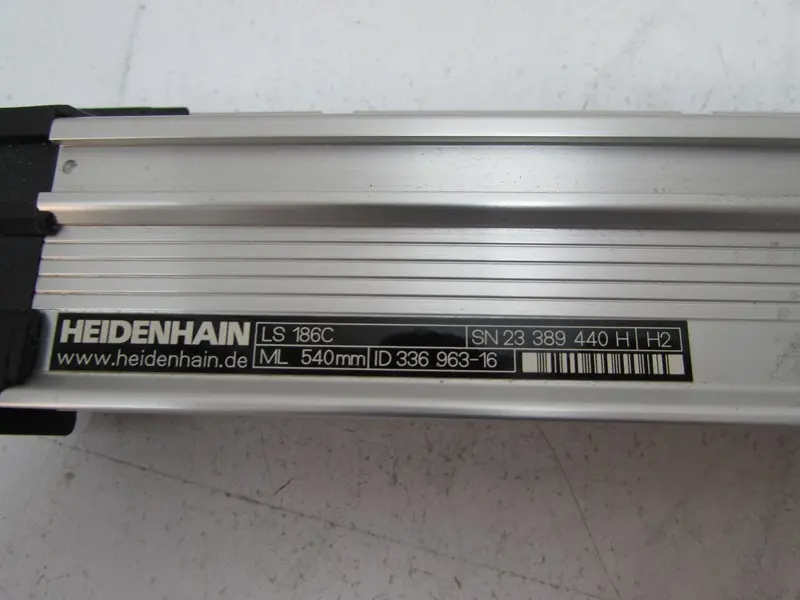 HEIDENHAIN LS 186C SN 23 389 440 H H2
www.heidenhain.de ML 540mm ID 336 963-16